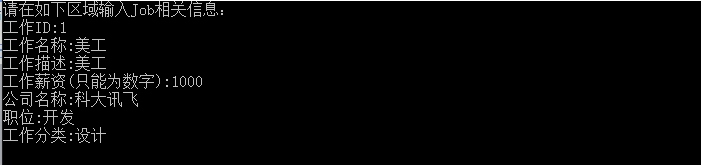 请在如下区域输入Job相关信息：
工作ID:1
工作名称:美工
工作描述:美工
工作薪资(只能为数字):1000
公司名称:科大讯飞
职位:开发
工作分类:设计